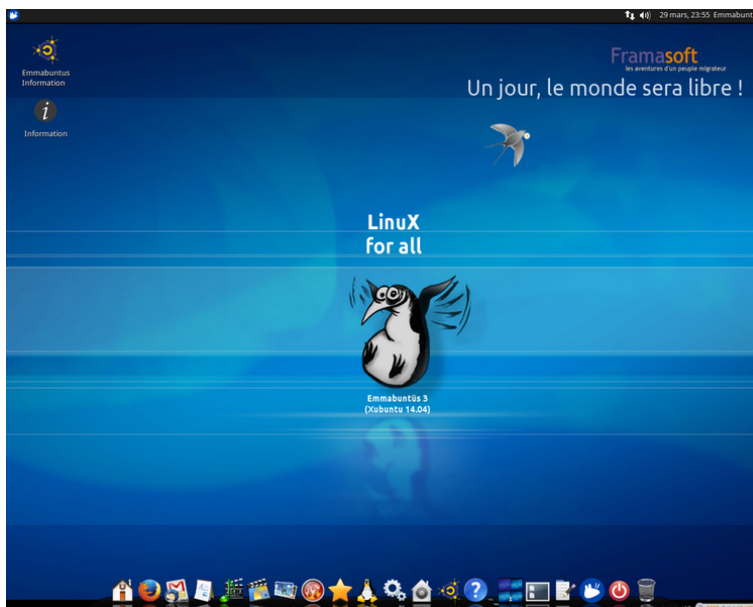 29 mars, 23:55 Emmabunt
Emmabuntus
Information
Information
Framasoft
les aventures d'un peuple migrateur
Un jour, le monde sera libre !
LinuX
for all
Emmabuntüs 3
(Xubuntu 14.04)